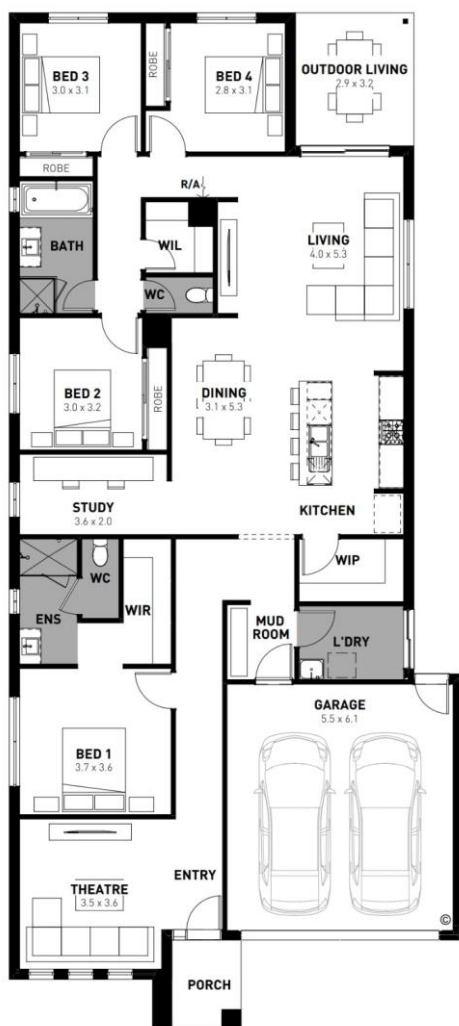 BED 3
3.0 x 3.1
ROBE
BED 4
2.8 x 3.1
OUTDOOR LIVING
2.9 x 3.2
ROBE
R/A
BATH
WIL
LIVING
4.0 x 5.3
WC
BED 2
3.0 x 3.2
ROBE
DINING
3.1 x 5.3
STUDY
3.6 x 2.0
KITCHEN
WC
WIR
WIP
ENS
MUD
ROOM
L'DRY
GARAGE
5.5 x 6.1
BED 1
3.7 x 3.6
THEATRE
3.5 x 3.6
ENTRY
©
PORCH